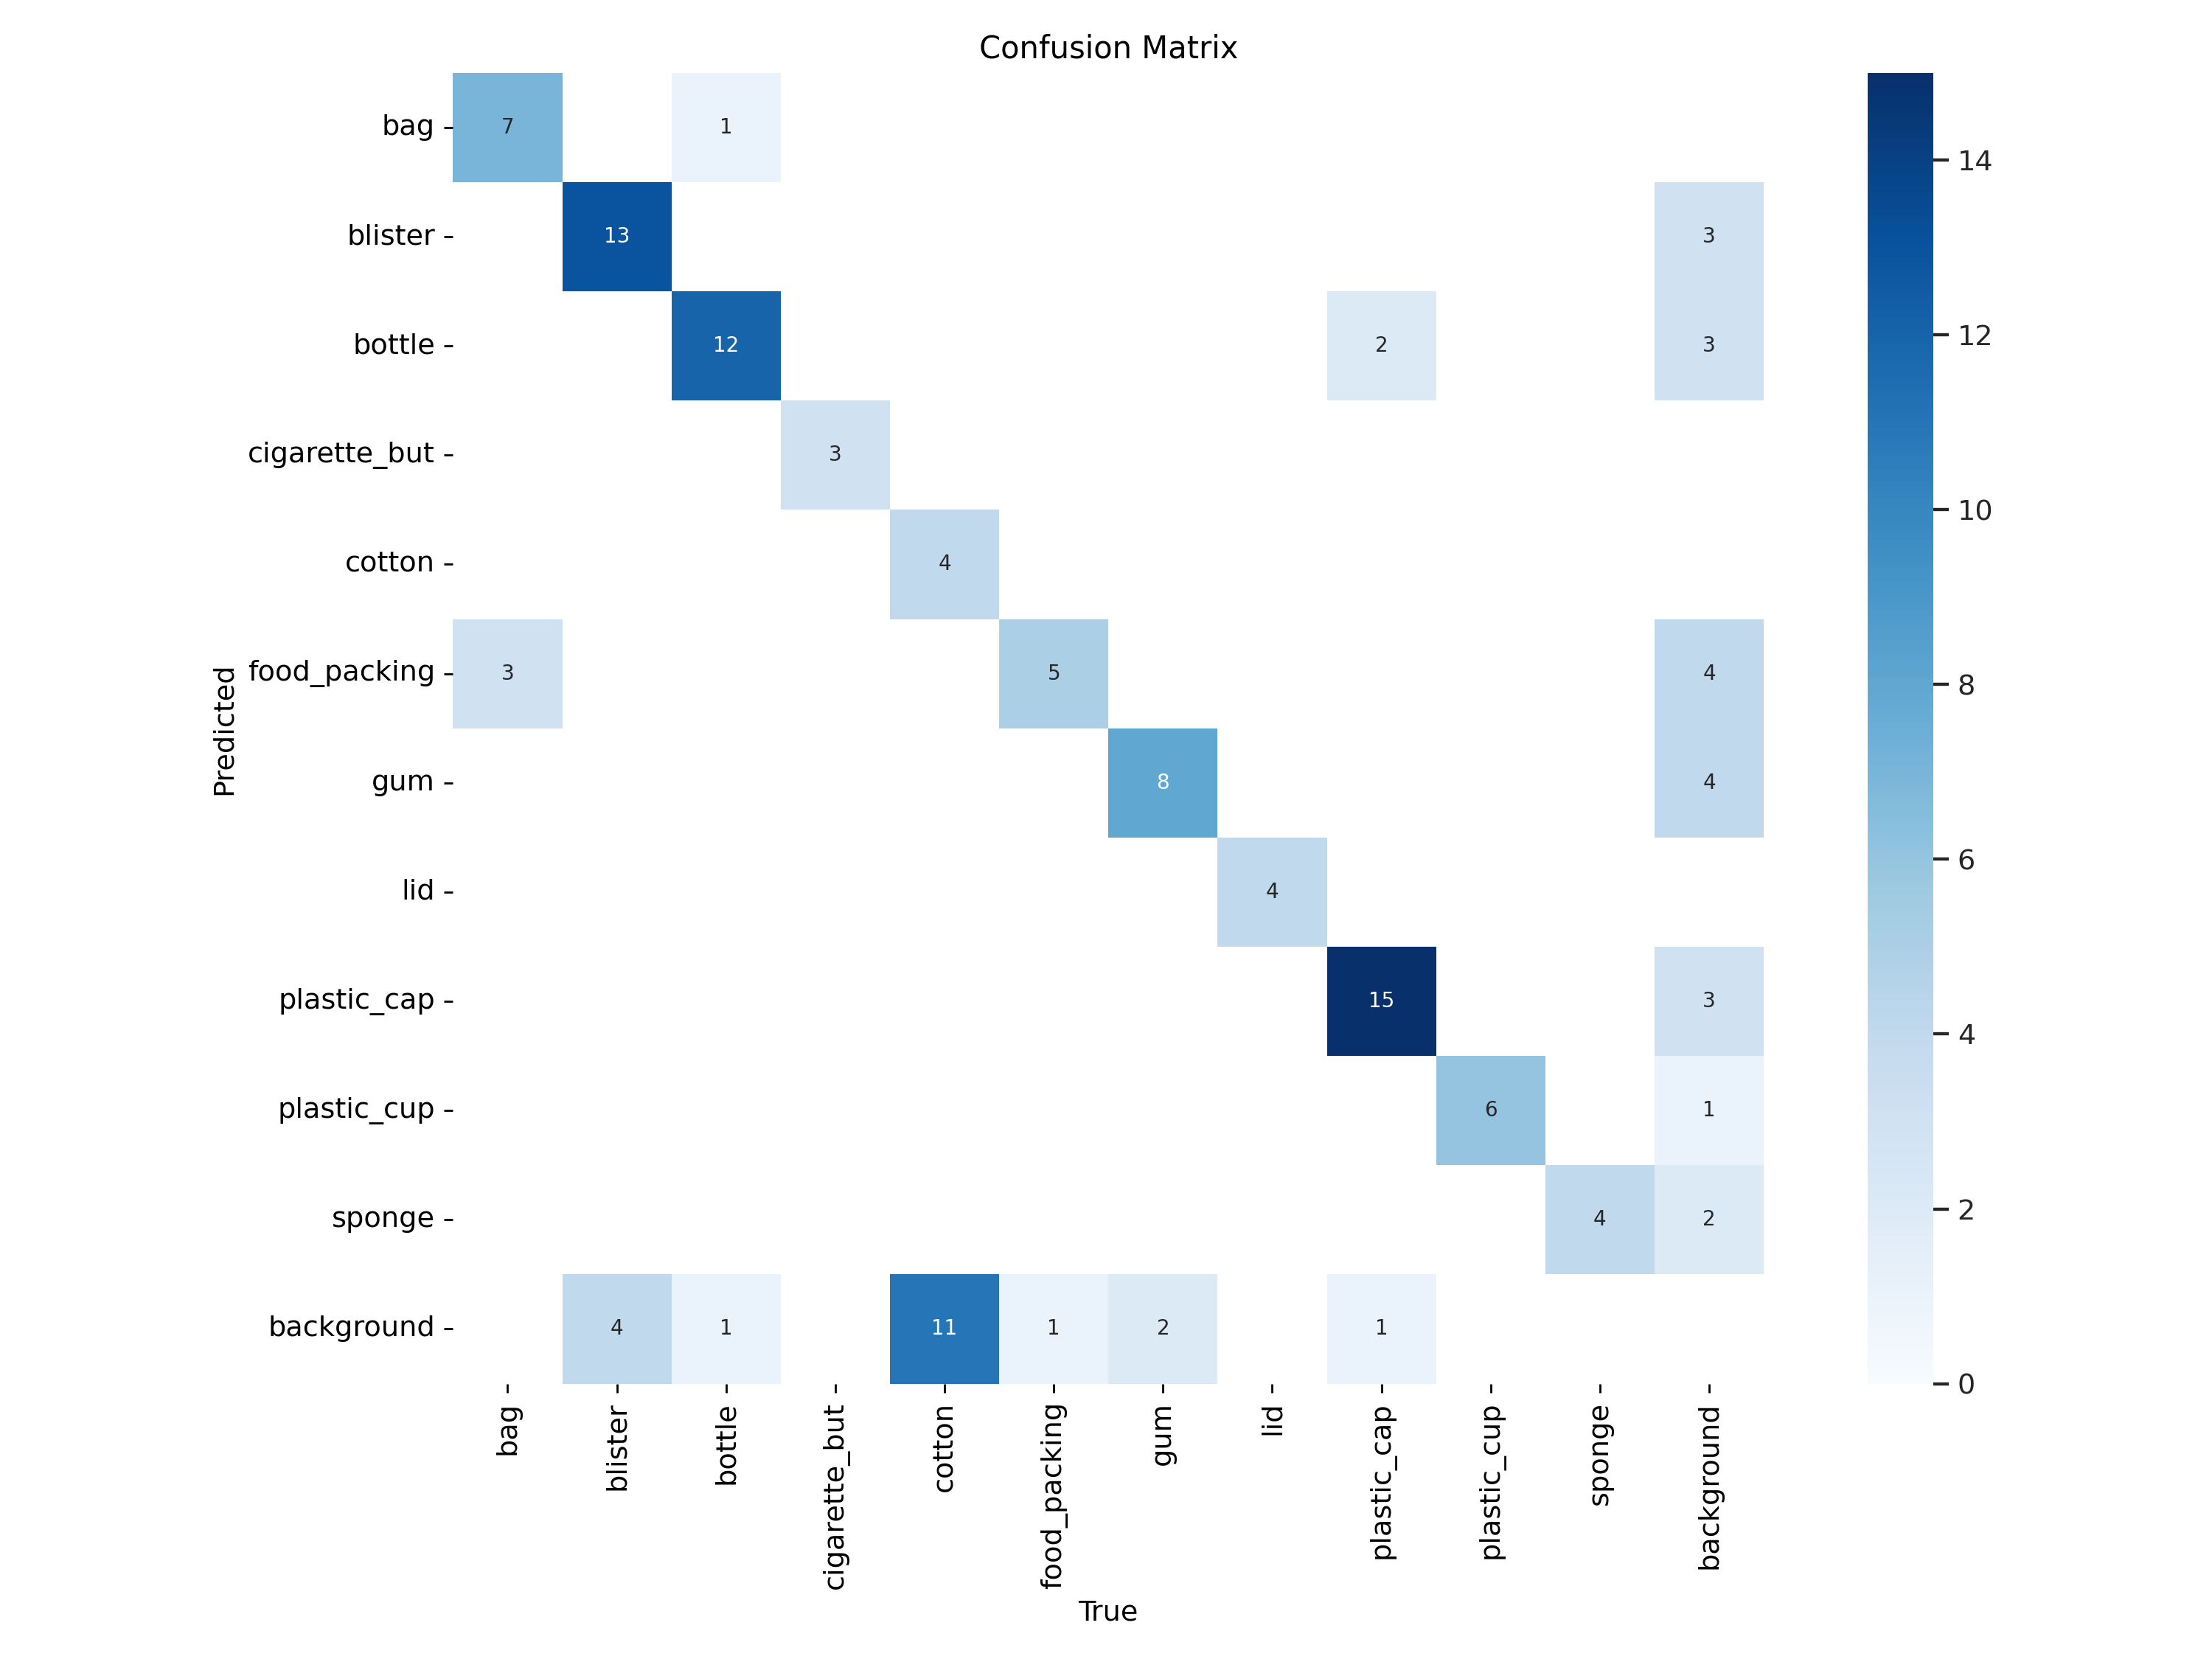 Confusion Matrix
bag 7 1
blister 13 3
bottle 12 2 3
cigarette_but 3
cotton 4
food_packing 3 5 4
gum 8 4
lid 4
plastic_cap 15 3
plastic_cup 6 1
sponge 4 2
background 4 1 11 1 2 1
Predicted
bag blister bottle cigarette_but cotton food_packing gum lid plastic_cap plastic_cup sponge background
True
14
12
10
8
6
4
2
0